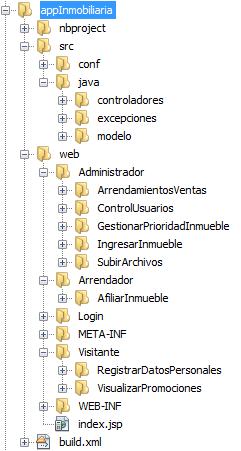 appInmobiliaria
nbproject
src
conf
java
controladores
excepciones
modelo
web
Administrador
ArrendamientosVentas
ControlUsuarios
GestionarPrioridadInmueble
IngresarInmueble
SubirArchivos
Arrendador
AfiliarInmueble
Login
META-INF
Visitante
RegistrarDatosPersonales
VisualizarPromociones
WEB-INF
index.jsp
build.xml